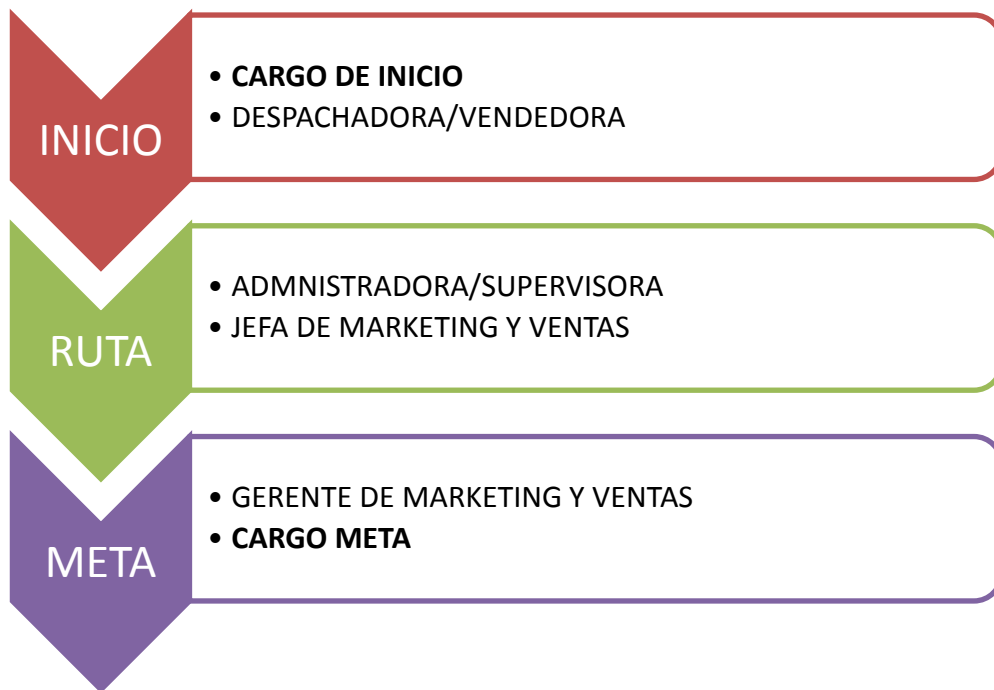 INICIO
• CARGO DE INICIO
• DESPACHADORA/VENDEDORA
RUTA
• ADMNISTRADORA/SUPERVISORA
• JEFA DE MARKETING Y VENTAS
META
• GERENTE DE MARKETING Y VENTAS
• CARGO META